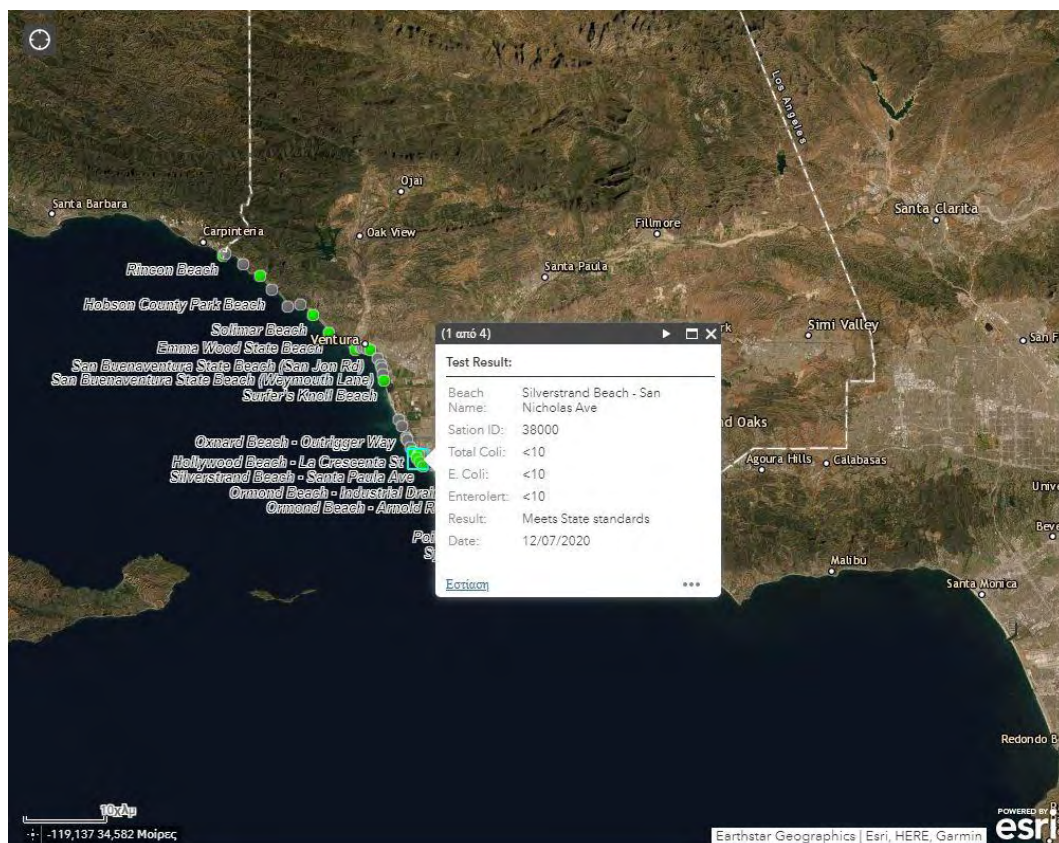 Los Angeles
Ojai
Santa Barbara
Santa Clarita
Carpinteria
Oak View
Fillmore
Rincon Beach
Santa Paula
Hobson County Park Beach
Solimar Beach
Simi Valley
Ventura
Emma Wood State Beach
San Buenaventura State Beach (San Jon Rd)
San Buenaventura State Beach (Weymouth Lane)
Surfer's Knoll Beach
Oxnard Beach - Outrigger Way
Hollywood Beach - La Crescenta St
Silverstrand Beach - Santa Paula Ave
Ormond Beach - Industrial Drain
Ormond Beach - Arnold R
(1 από 4)
Test Result:
Beach Name: Silverstrand Beach - San Nicholas Ave
Sation ID: 38000
Total Coli: <10
E. Coli: <10
Enterolert: <10
Result: Meets State standards
Date: 12/07/2020
Εστίαση
nd Oaks
Agoura Hills
Calabasas
San F
Unive
Beve
Malibu
Santa Monica
Redondo B
10χλμ
-119,137 34,582 Μοίρες
Earthstar Geographics | Esri, HERE, Garmin
POWERED BY
esri